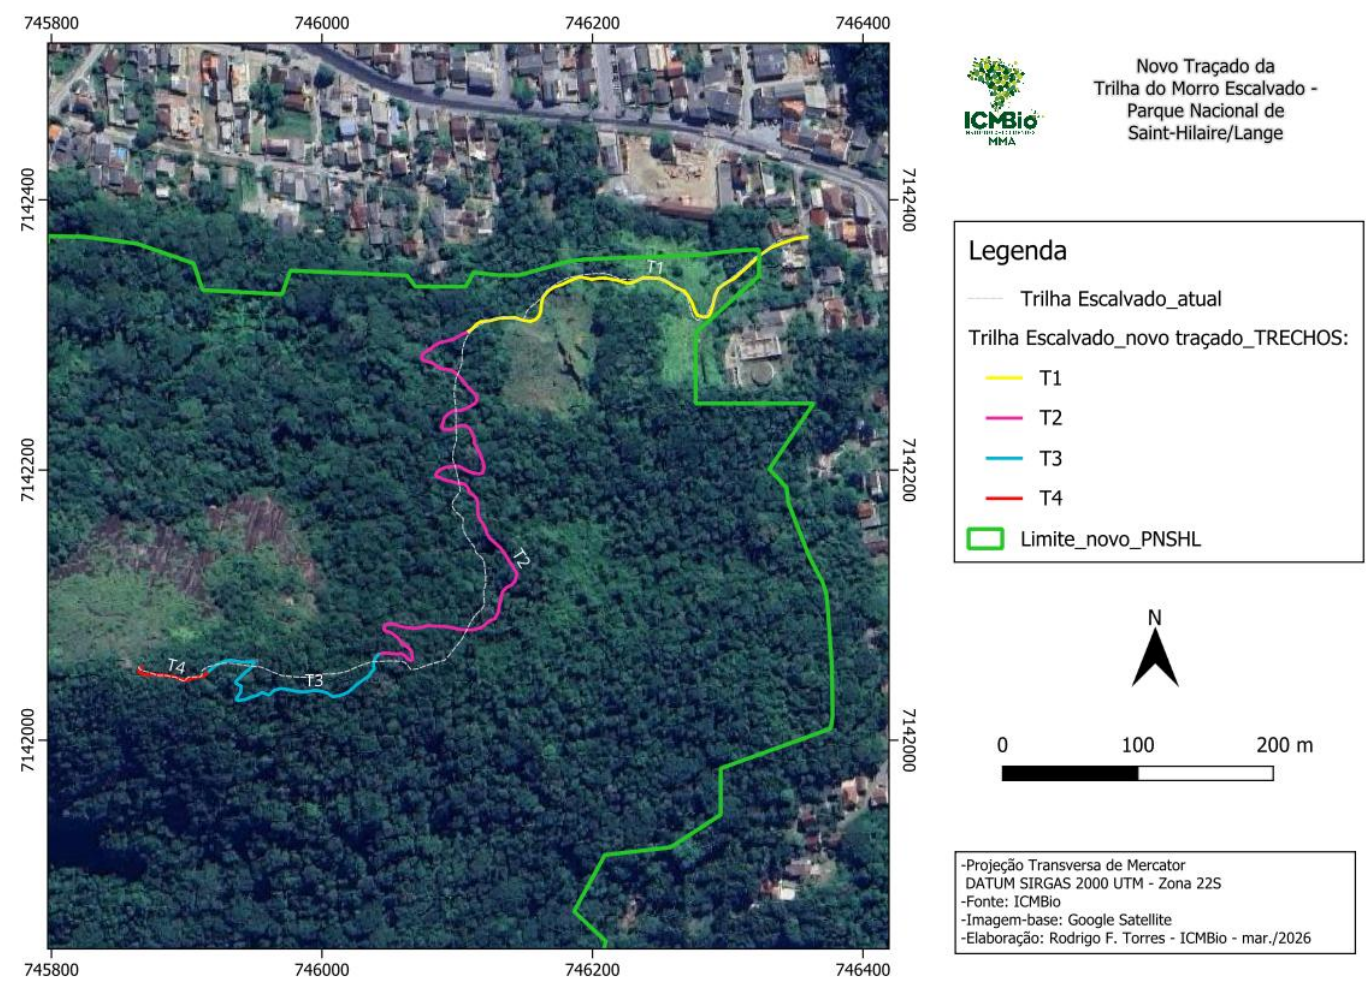 745800
746000
746200
746400
7142400
7142200
7142000
T1
T2
T3
T4
7142400
7142200
7142000
745800
746000
746200
746400
ICMBio
MMA
Novo Traçado da
Trilha do Morro Escalvado -
Parque Nacional de
Saint-Hilaire/Lange
Legenda
Trilha Escalvado_atual
Trilha Escalvado_novo traçado_TRECHOS:
T1
T2
T3
T4
Limite_novo_PNSHL
N
0 100 200 m
-Projeção Transversa de Mercator
DATUM SIRGAS 2000 UTM - Zona 22S
-Fonte: ICMBio
-Imagem-base: Google Satellite
-Elaboração: Rodrigo F. Torres - ICMBio - mar./2026